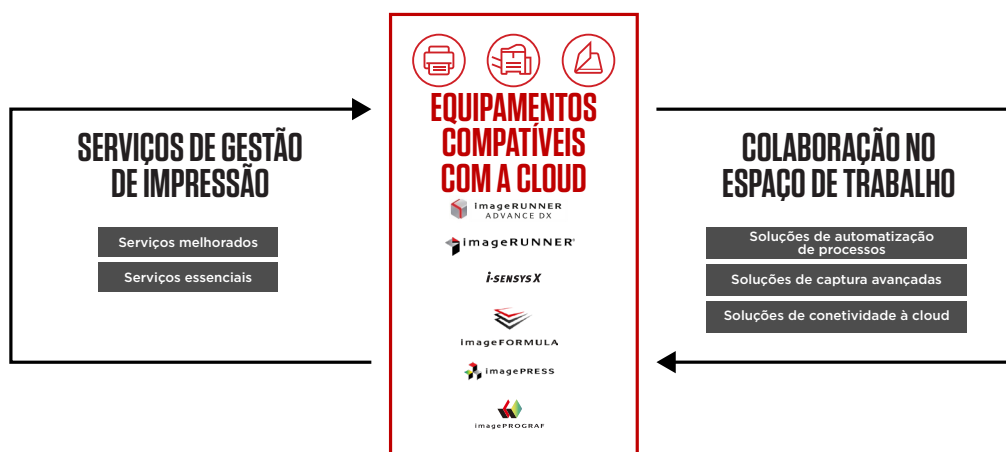 SERVIÇOS DE GESTÃO
DE IMPRESSÃO
Serviços melhorados
Serviços essenciais
EQUIPAMENTOS
COMPATÍVEIS
COM A CLOUD
imageRUNNER
ADVANCE DX
imageRUNNER
i-SENSYS X
imageFORMULA
imagePRESS
imagePROGRAF
COLABORAÇÃO NO
ESPAÇO DE TRABALHO
Soluções de automatização
de processos
Soluções de captura avançadas
Soluções de conetividade à cloud